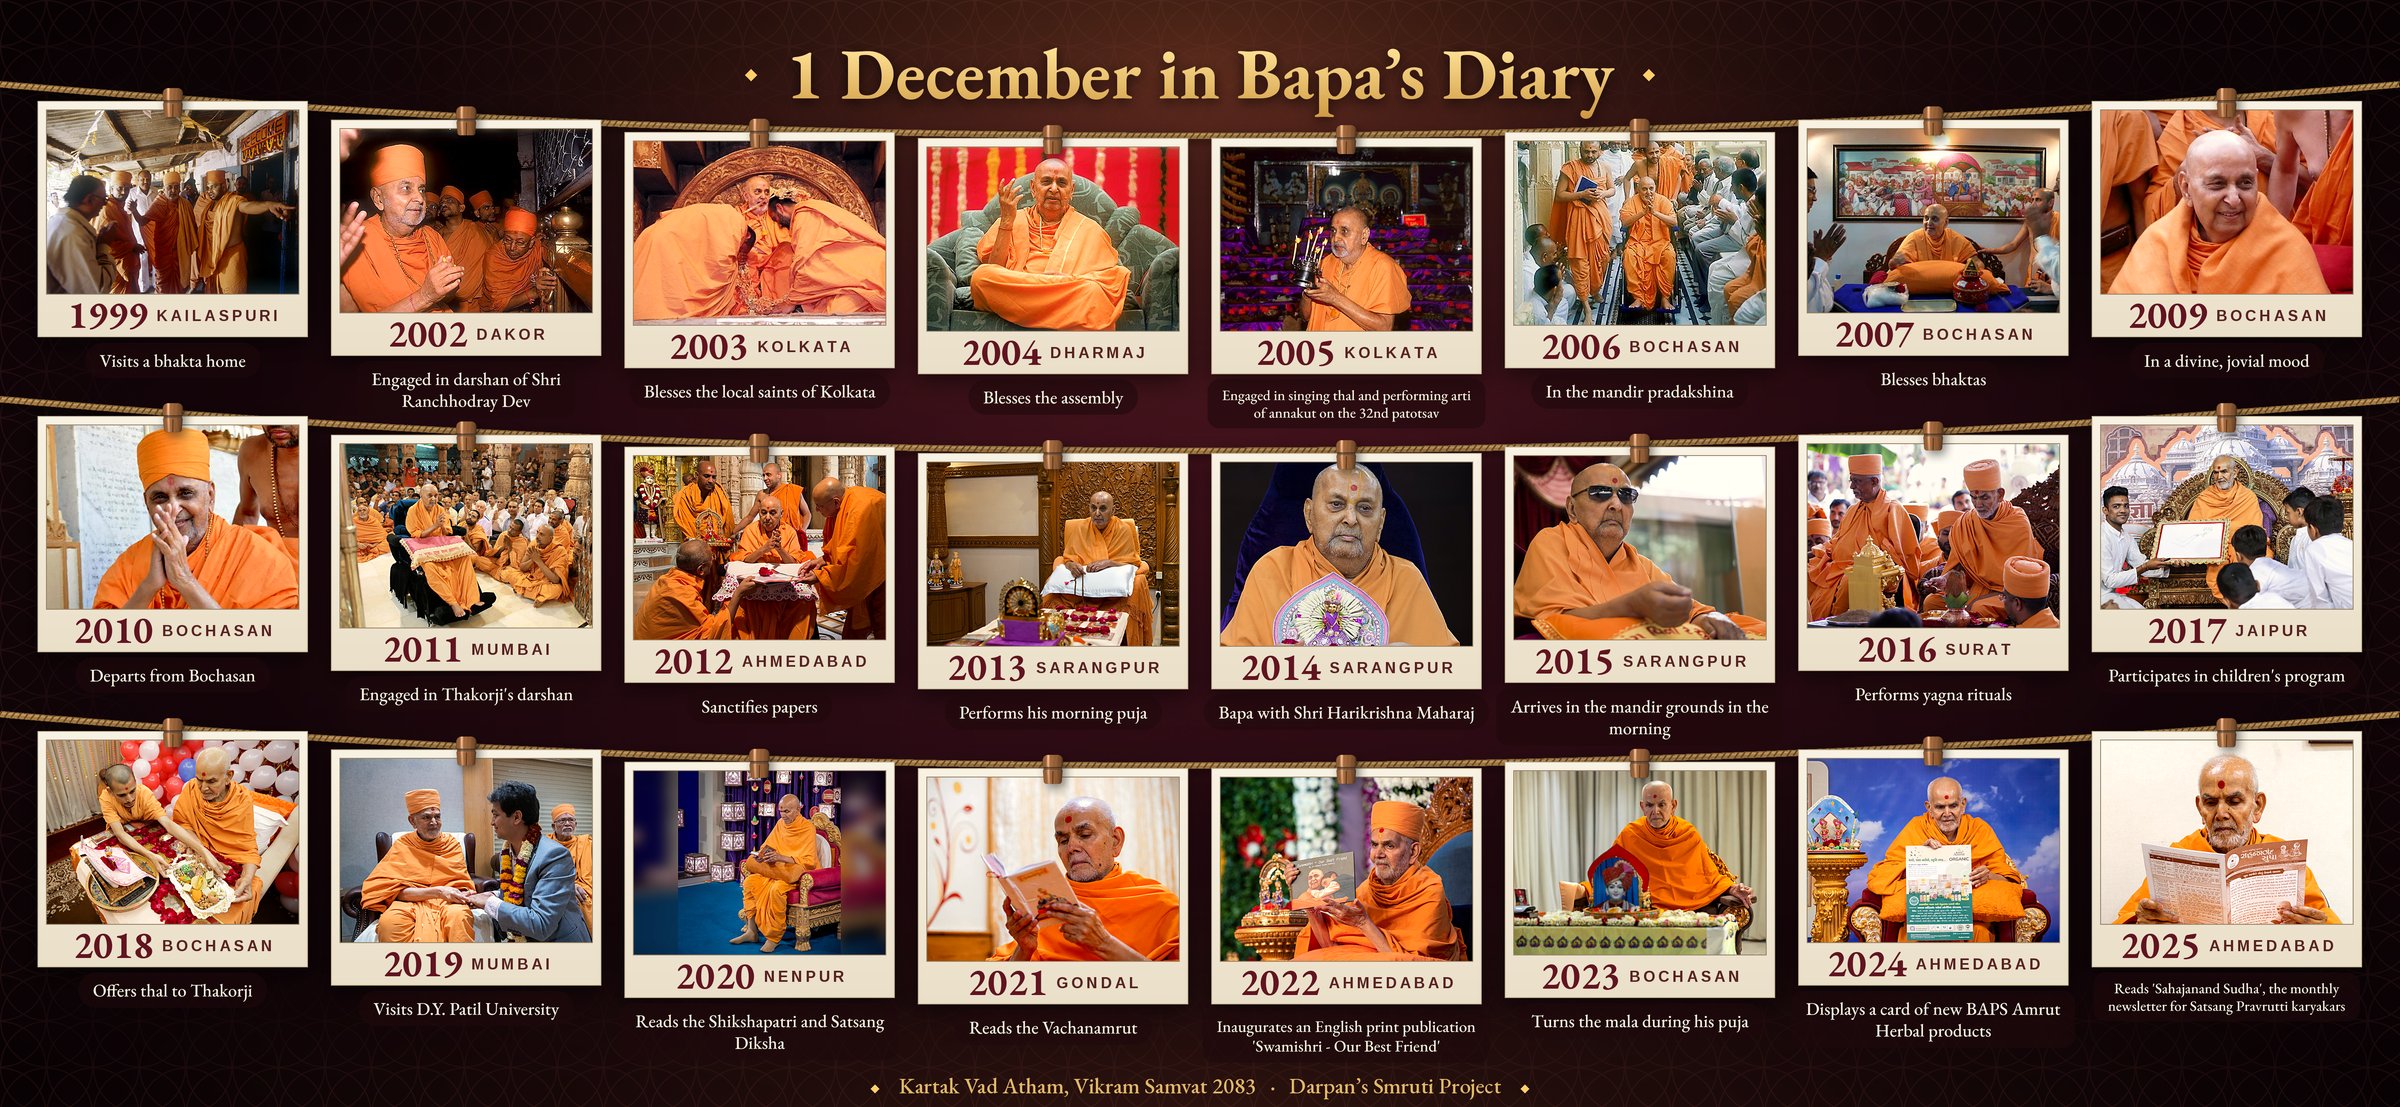 1 December in Bapa's Diary
1999 KAILASPURI
Visits a bhakta home
2002 DAKOR
Engaged in darshan of Shri
Ranchhodray Dev
2003 KOLKATA
Blesses the local saints of Kolkata
2004 DHARMAJ
Blesses the assembly
2005 KOLKATA
Engaged in singing thal and performing arti
of annakut on the 32nd patotsav
2006 BOCHASAN
In the mandir pradakshina
2007 BOCHASAN
Blesses bhaktas
2009 BOCHASAN
In a divine, jovial mood
2010 BOCHASAN
Departs from Bochasan
2011 MUMBAI
Engaged in Thakorji's darshan
2012 AHMEDABAD
Sanctifies papers
2013 SARANGPUR
Performs his morning puja
2014 SARANGPUR
Bapa with Shri Harikrishna Maharaj
2015 SARANGPUR
Arrives in the mandir grounds in the
morning
2016 SURAT
Performs yagna rituals
2017 JAIPUR
Participates in children's program
2018 BOCHASAN
Offers thal to Thakorji
2019 MUMBAI
Visits D.Y. Patil University
2020 NENPUR
Reads the Shikshapatri and Satsang
Diksha
2021 GONDAL
Reads the Vachanamrut
2022 AHMEDABAD
Inaugurates an English print publication
'Swamishri - Our Best Friend'
2023 BOCHASAN
Turns the mala during his puja
ORGANIC
2024 AHMEDABAD
Displays a card of new BAPS Amrut
Herbal products
2025 AHMEDABAD
Reads 'Sahajanand Sudha', the monthly
newsletter for Satsang Pravrutti karyakars
Kartak Vad Atham, Vikram Samvat 2083 · Darpan's Smruti Project